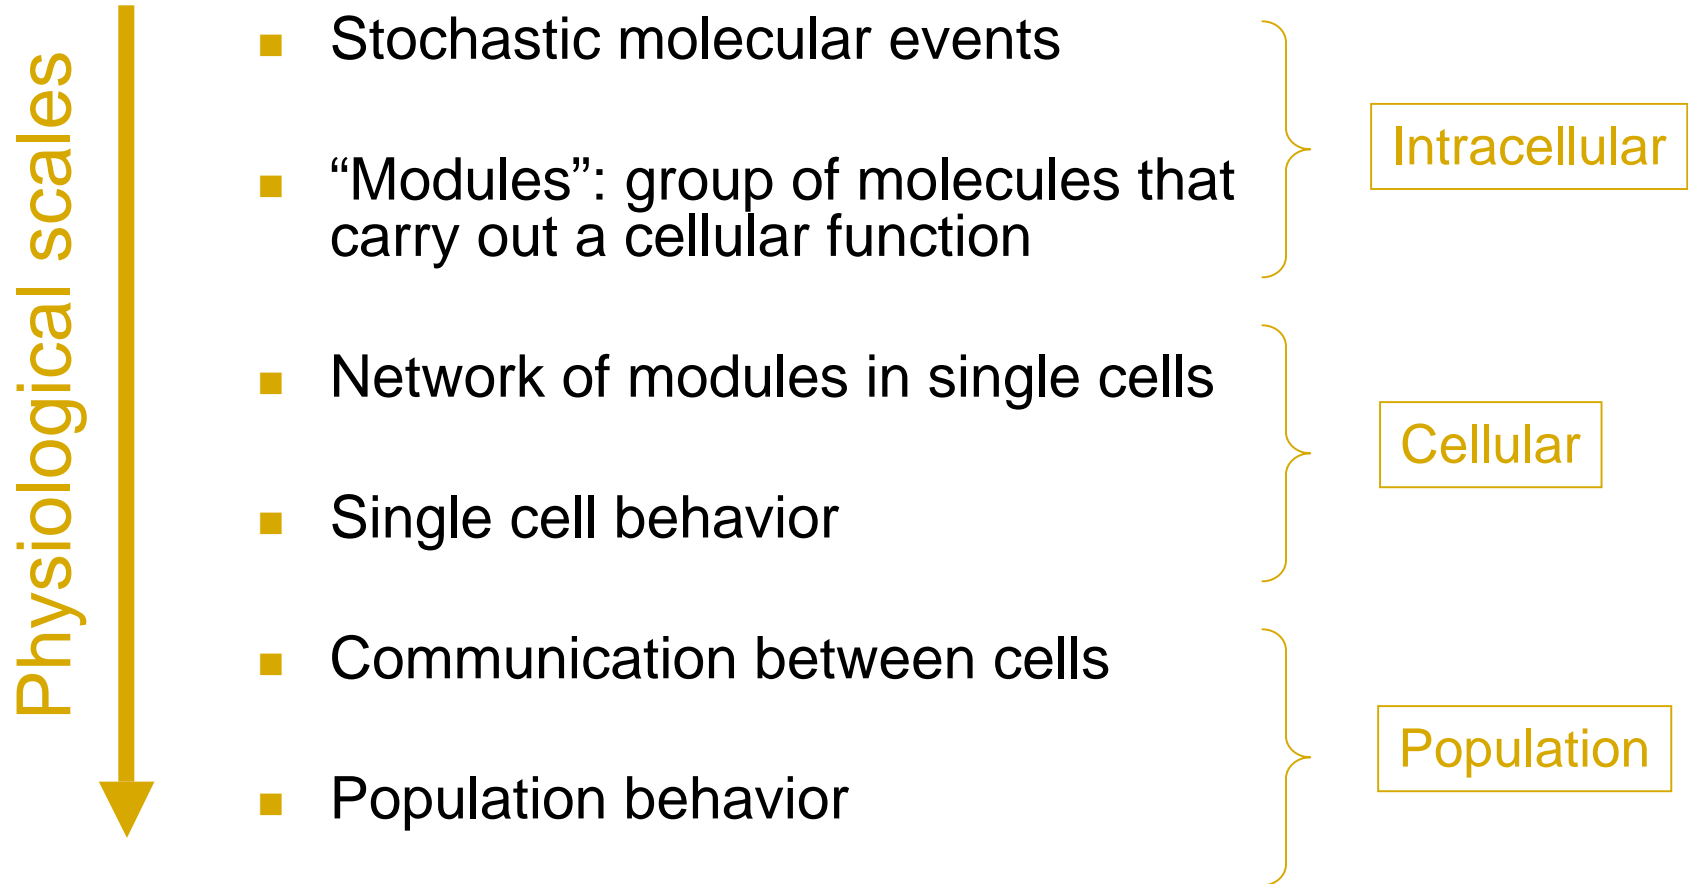 Physiological scales
Stochastic molecular events
“Modules”: group of molecules that
carry out a cellular function
Intracellular
Network of modules in single cells
Single cell behavior
Cellular
Communication between cells
Population behavior
Population